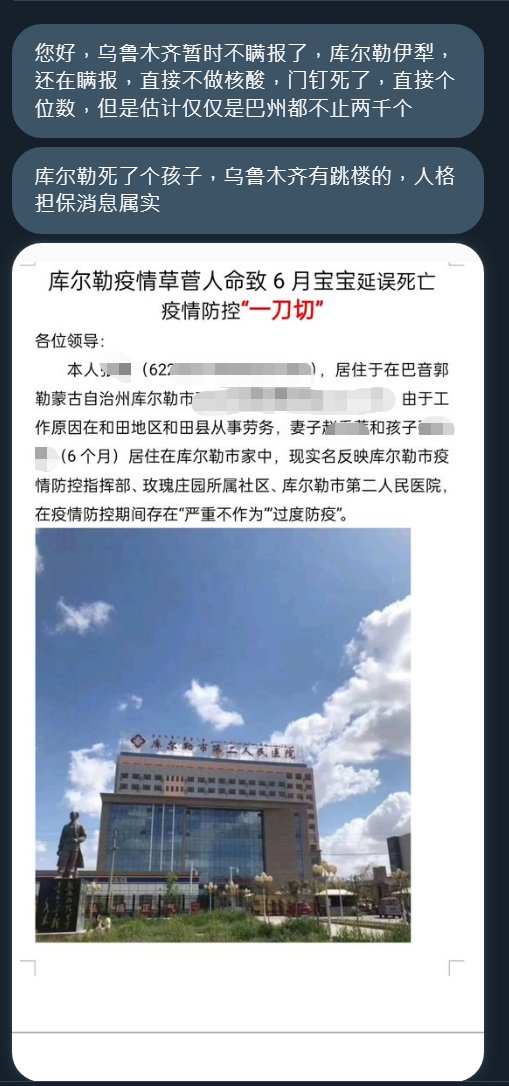 您好，乌鲁木齐暂时不瞒报了，库尔勒伊犁，
还在瞒报，直接不做核酸，门钉死了，直接个
位数，但是估计仅仅是巴州都不止两千个
库尔勒死了个孩子，乌鲁木齐有跳楼的，人格
担保消息属实
库尔勒疫情草菅人命致 6 月宝宝延误死亡
疫情防控“一刀切”
各位领导：
本人张（622），居住于在巴音郭
勒蒙古自治州库尔勒市 由于工
作原因在和田地区和田县从事劳务，妻子赵和孩子
（6 个月）居住在库尔勒市家中，现实名反映库尔勒市疫
情防控指挥部、玫瑰庄园所属社区、库尔勒市第二人民医院，
在疫情防控期间存在“严重不作为”“过度防疫”。
库尔勒市第二人民医院